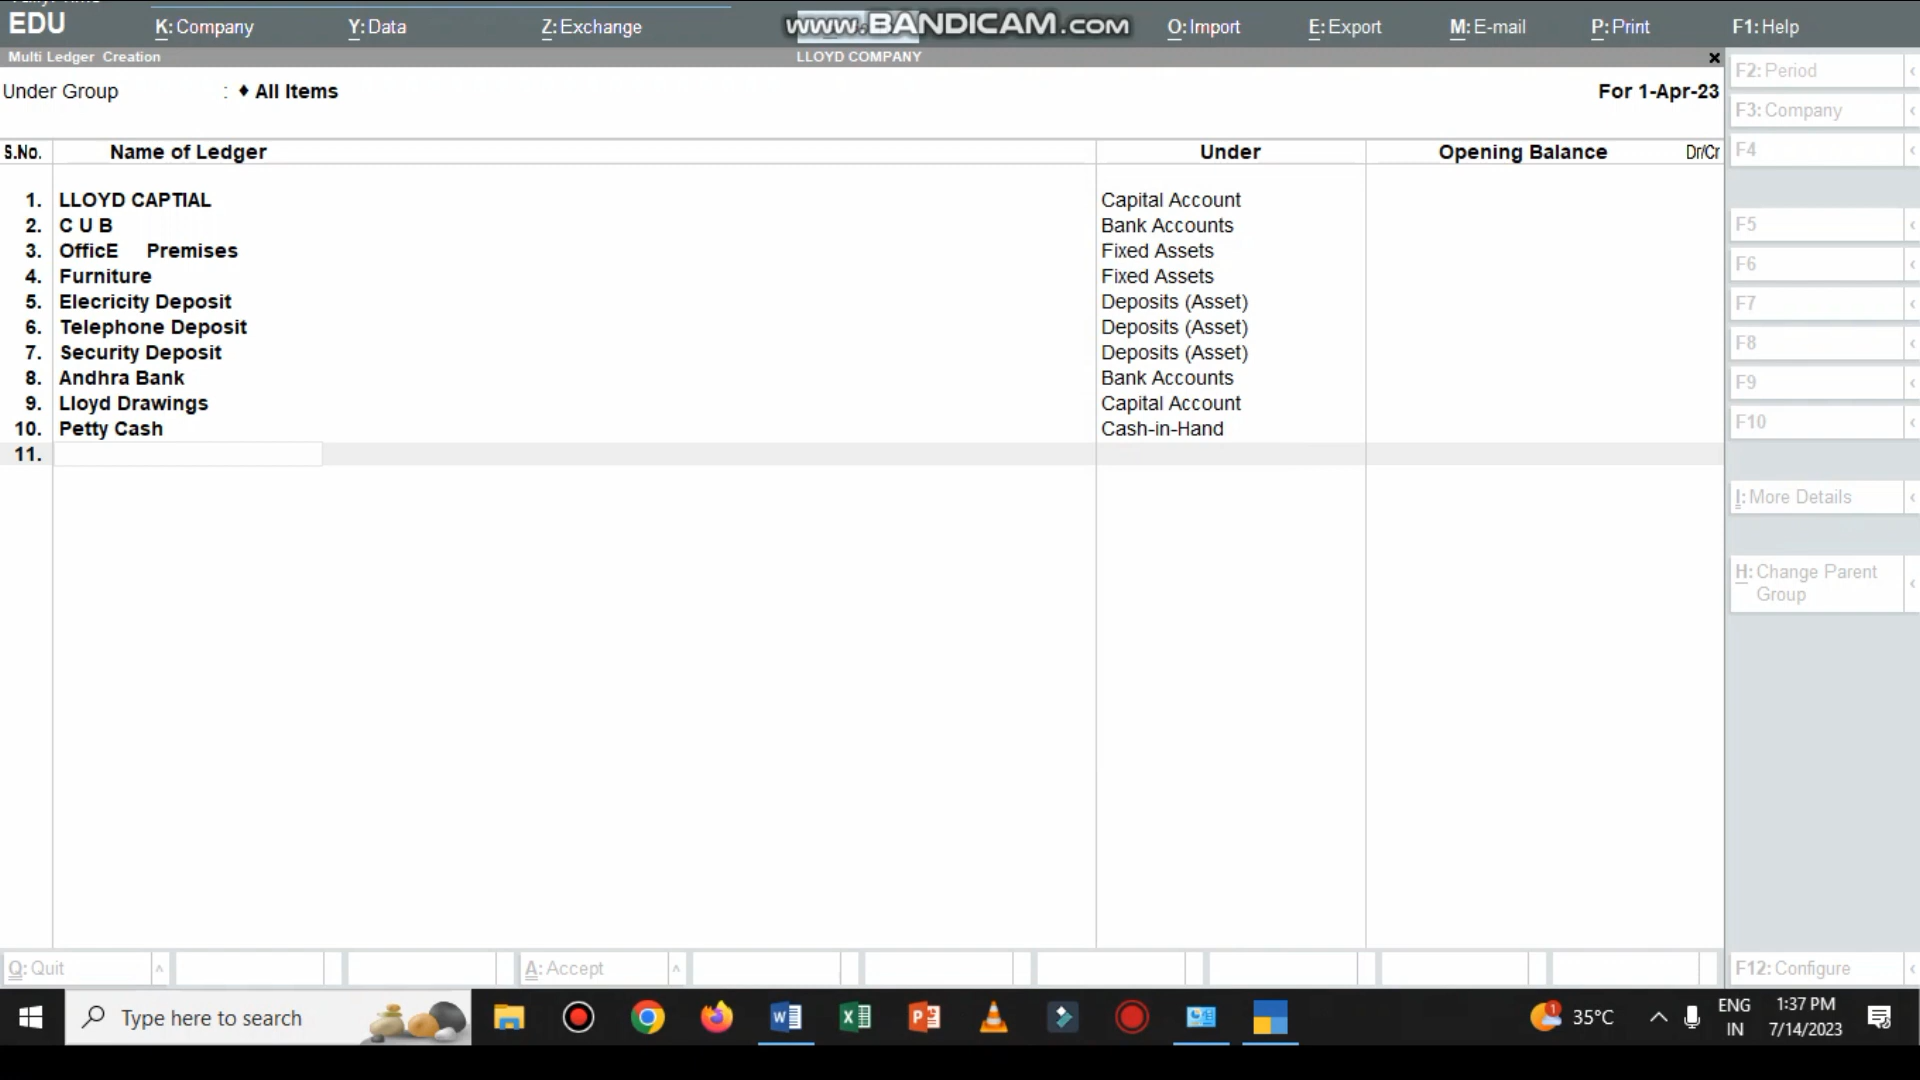 EDU
K: Company
Y: Data
Z: Exchange
www.BANDICAM.com
O: Import
E: Export
M: E-mail
P: Print
F1: Help
Multi Ledger Creation
LLOYD COMPANY
Under Group : ♦ All Items
For 1-Apr-23
S.No. Name of Ledger Under Opening Balance Dr/Cr
1. LLOYD CAPTIAL Capital Account
2. C U B Bank Accounts
3. OfficE Premises Fixed Assets
4. Furniture Fixed Assets
5. Elecricity Deposit Deposits (Asset)
6. Telephone Deposit Deposits (Asset)
7. Security Deposit Deposits (Asset)
8. Andhra Bank Bank Accounts
9. Lloyd Drawings Capital Account
10. Petty Cash Cash-in-Hand
11.
F2: Period
F3: Company
F4
F5
F6
F7
F8
F9
F10
I: More Details
H: Change Parent
Group
F12: Configure
Q: Quit
A: Accept
Type here to search
35°C
ENG
IN
1:37 PM
7/14/2023